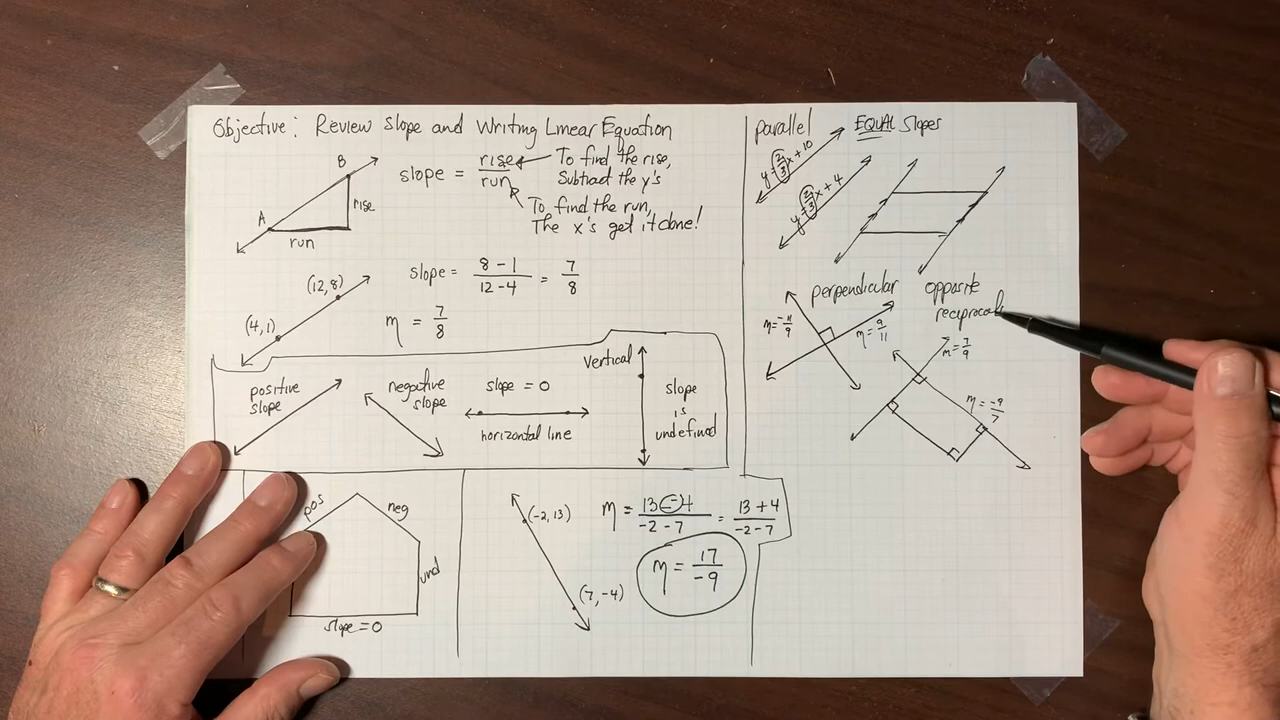 Objective: Review Slope and Writing Linear Equation
B
A
rise
run
slope = rise/run
To find the rise,
Subtract the y's
To find the run,
The x's get it done!
(12,8)
(4,1)
slope = 8-1/12-4 = 7/8
m = 7/8
positive
slope
negative
slope
slope = 0
horizontal line
Vertical
slope
is
undefined
pos
neg
und
slope = 0
(-2,13)
(7,-4)
m = 13--4/-2-7 = 13+4/-2-7
m = 17/-9
parallel
EQUAL Slopes
y=2/3x+10
y=2/3x+4
perpendicular
opposite
reciprocals
m=-11/9
m=9/11
m=7/9
m=-9/7